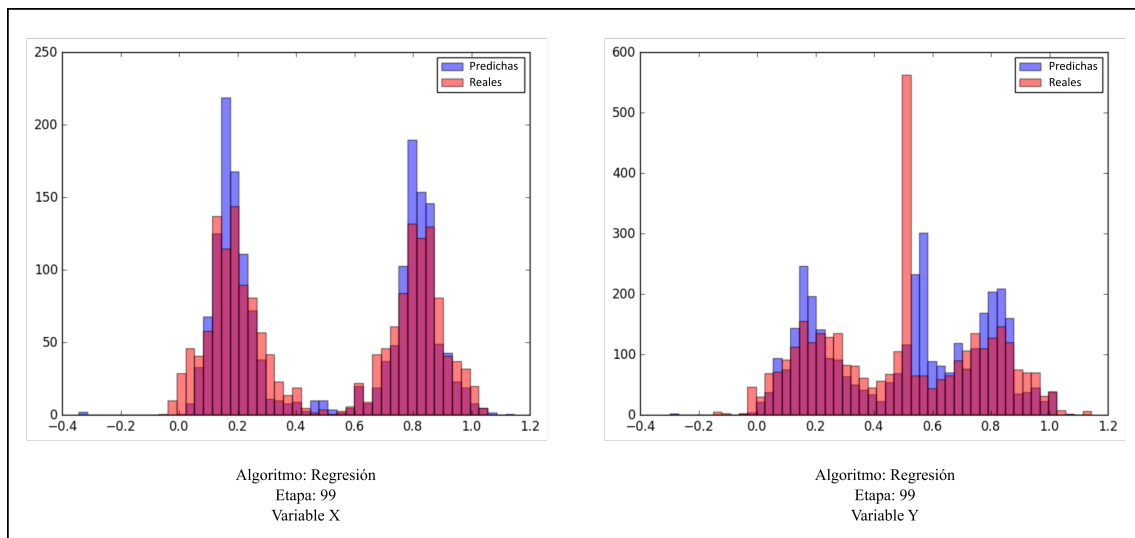 250
200
150
100
50
0
−0.4 −0.2 0.0 0.2 0.4 0.6 0.8 1.0 1.2
Predichas
Reales
Algoritmo: Regresión
Etapa: 99
Variable X
600
500
400
300
200
100
0
−0.4 −0.2 0.0 0.2 0.4 0.6 0.8 1.0 1.2
Predichas
Reales
Algoritmo: Regresión
Etapa: 99
Variable Y